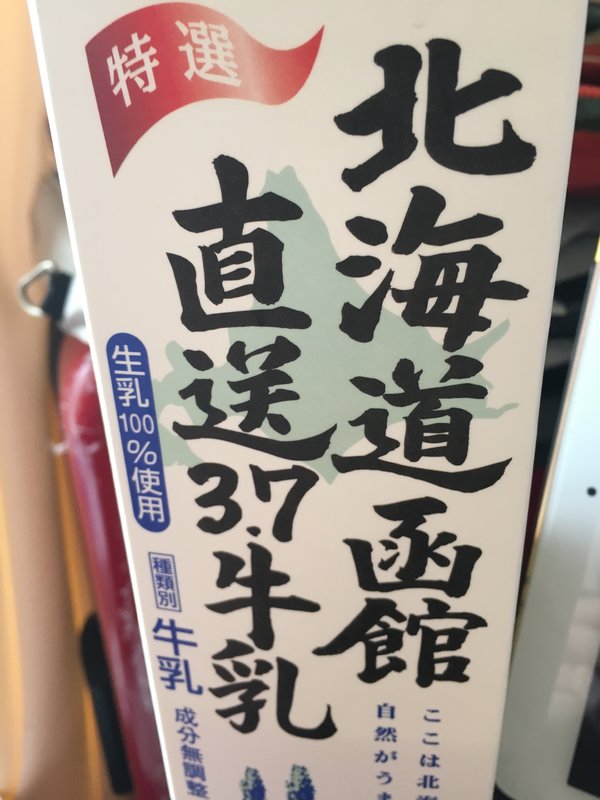 特選
北海道函館
直送3.7牛乳
生乳100%使用
種類別
牛乳
成分無調整
ここは北海
自然がうま